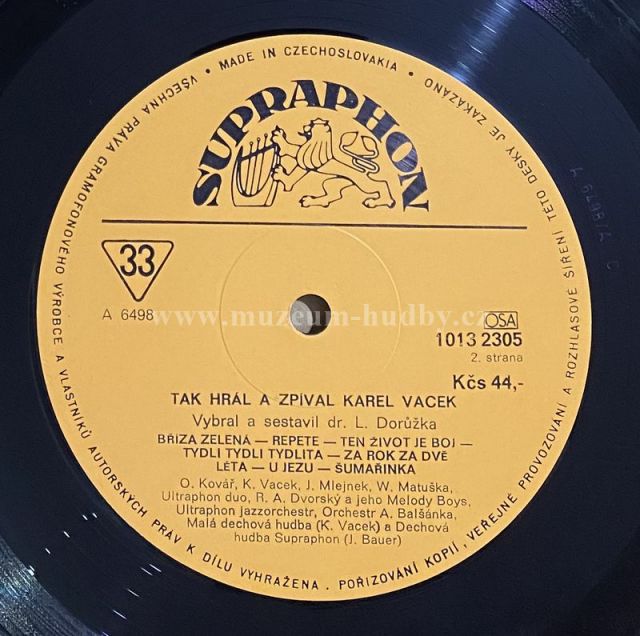 VŠECHNA PRÁVA GRAMOFONOVÉHO VÝROBCE A VLASTNÍKŮ AUTORSKÝCH PRÁV K DÍLU VYHRAŽENA. POŘIZOVÁNÍ KOPIÍ, VEŘEJNÉ PROVOZOVÁNÍ A ROZHLASOVÉ ŠÍŘENÍ TÉTO DESKY JE ZAKÁZÁNO
• MADE IN CZECHOSLOVAKIA •
SUPRAPHON
33
A 6498
www.muzeum-hudby.cz
OSA
1013 2305
2. strana
Kčs 44,-
TAK HRÁL A ZPÍVAL KAREL VACEK
Vybral a sestavil dr. L. Dorůžka
BŘÍZA ZELENÁ — REPETE — TEN ŽIVOT JE BOJ —
TYDLI TYDLI TYDLITA — ZA ROK ZA DVĚ
LÉTA — U JEZU — ŠUMAŘINKA
O. Kovář, K. Vacek, J. Mlejnek, W. Matuška,
Ultraphon duo, R. A. Dvorský a jeho Melody Boys,
Ultraphon jazzorchestr, Orchestr A. Balšánka,
Malá dechová hudba (K. Vacek) a Dechová
hudba Supraphon (J. Bauer)